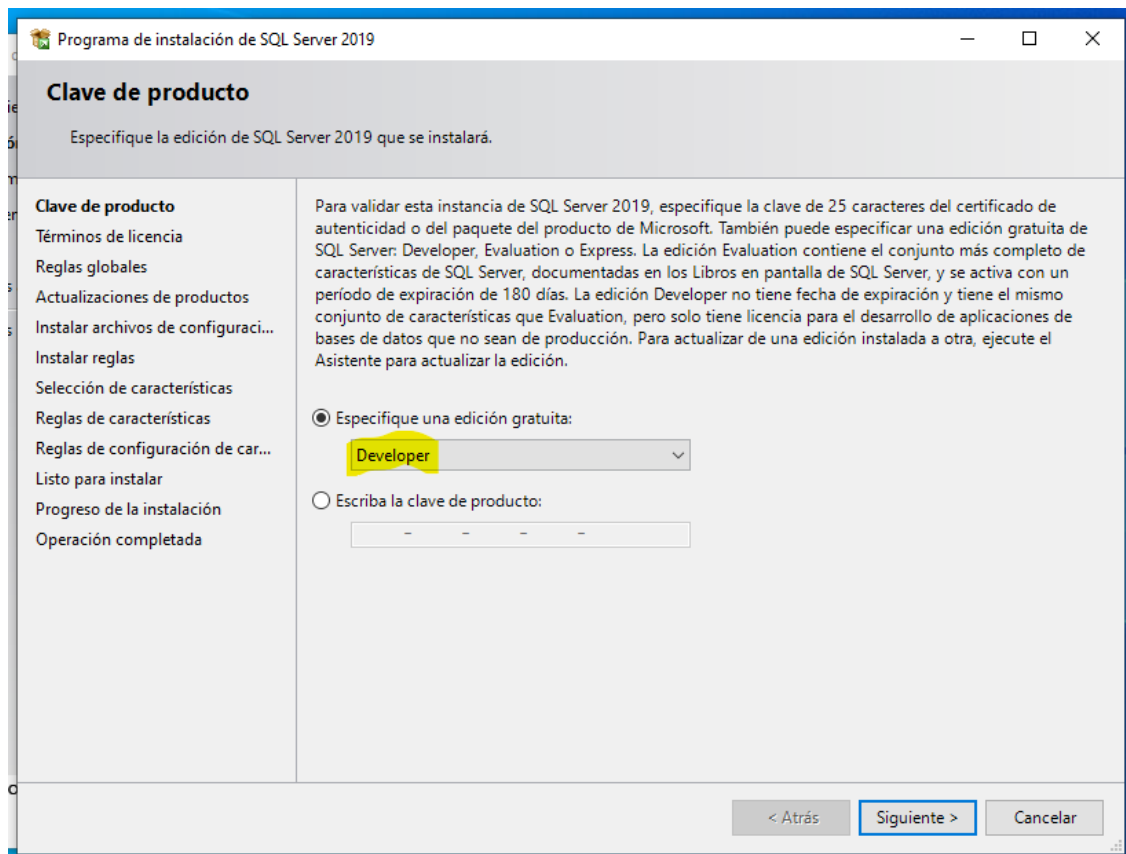 Programa de instalación de SQL Server 2019
Clave de producto
Especifique la edición de SQL Server 2019 que se instalará.
Clave de producto
Términos de licencia
Reglas globales
Actualizaciones de productos
Instalar archivos de configuraci...
Instalar reglas
Selección de características
Reglas de características
Reglas de configuración de car...
Listo para instalar
Progreso de la instalación
Operación completada
Para validar esta instancia de SQL Server 2019, especifique la clave de 25 caracteres del certificado de
autenticidad o del paquete del producto de Microsoft. También puede especificar una edición gratuita de
SQL Server: Developer, Evaluation o Express. La edición Evaluation contiene el conjunto más completo de
características de SQL Server, documentadas en los Libros en pantalla de SQL Server, y se activa con un
período de expiración de 180 días. La edición Developer no tiene fecha de expiración y tiene el mismo
conjunto de características que Evaluation, pero solo tiene licencia para el desarrollo de aplicaciones de
bases de datos que no sean de producción. Para actualizar de una edición instalada a otra, ejecute el
Asistente para actualizar la edición.
Especifique una edición gratuita:
Developer
Escriba la clave de producto:
- - - -
< Atrás
Siguiente >
Cancelar